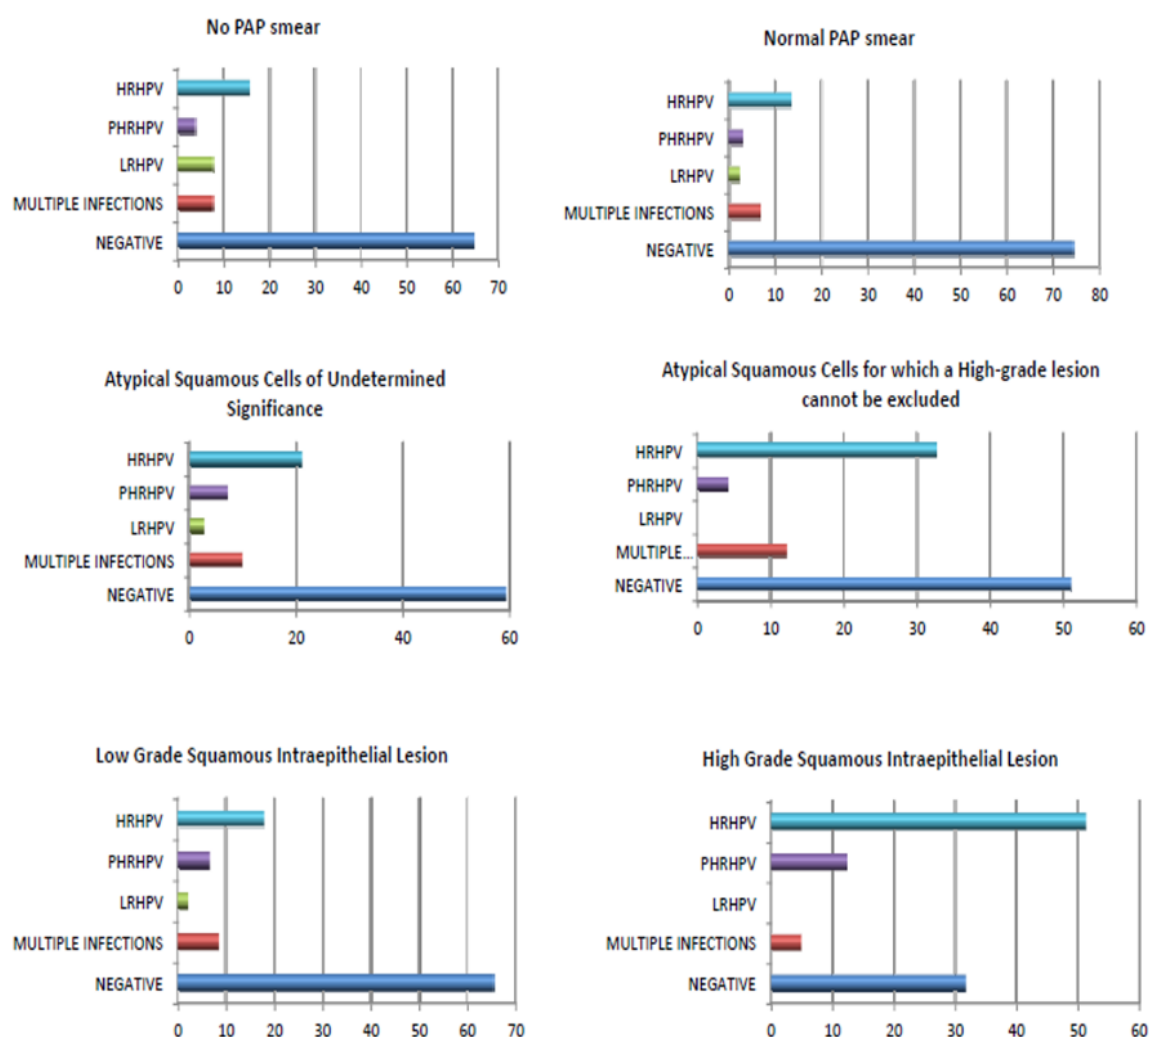 No PAP smear
HRHPV
PHRHPV
LRHPV
MULTIPLE INFECTIONS
NEGATIVE
0 10 20 30 40 50 60 70
Normal PAP smear
HRHPV
PHRHPV
LRHPV
MULTIPLE INFECTIONS
NEGATIVE
0 10 20 30 40 50 60 70 80
Atypical Squamous Cells of Undetermined
Significance
HRHPV
PHRHPV
LRHPV
MULTIPLE INFECTIONS
NEGATIVE
0 20 40 60
Atypical Squamous Cells for which a High-grade lesion
cannot be excluded
HRHPV
PHRHPV
LRHPV
MULTIPLE...
NEGATIVE
0 10 20 30 40 50 60
Low Grade Squamous Intraepithelial Lesion
HRHPV
PHRHPV
LRHPV
MULTIPLE INFECTIONS
NEGATIVE
0 10 20 30 40 50 60 70
High Grade Squamous Intraepithelial Lesion
HRHPV
PHRHPV
LRHPV
MULTIPLE INFECTIONS
NEGATIVE
0 10 20 30 40 50 60